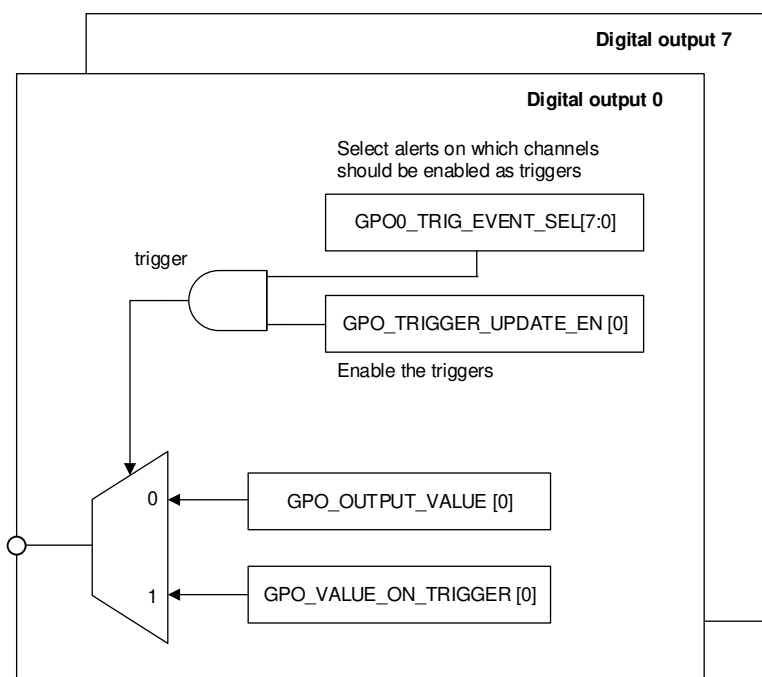 Digital output 7
Digital output 0
Select alerts on which channels
should be enabled as triggers
GPO0_TRIG_EVENT_SEL[7:0]
trigger
GPO_TRIGGER_UPDATE_EN [0]
Enable the triggers
0
GPO_OUTPUT_VALUE [0]
1
GPO_VALUE_ON_TRIGGER [0]